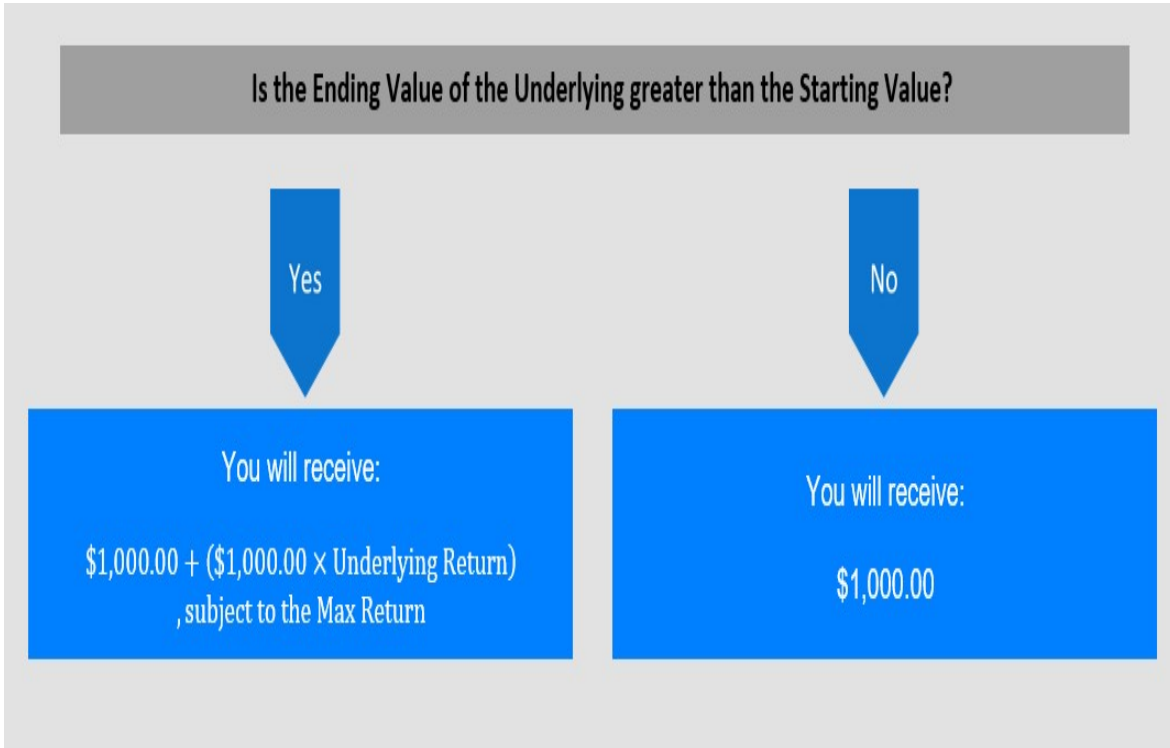 Is the Ending Value of the Underlying greater than the Starting Value?
Yes
No
You will receive:
$1,000.00 + ($1,000.00 × Underlying Return)
, subject to the Max Return
You will receive:
$1,000.00